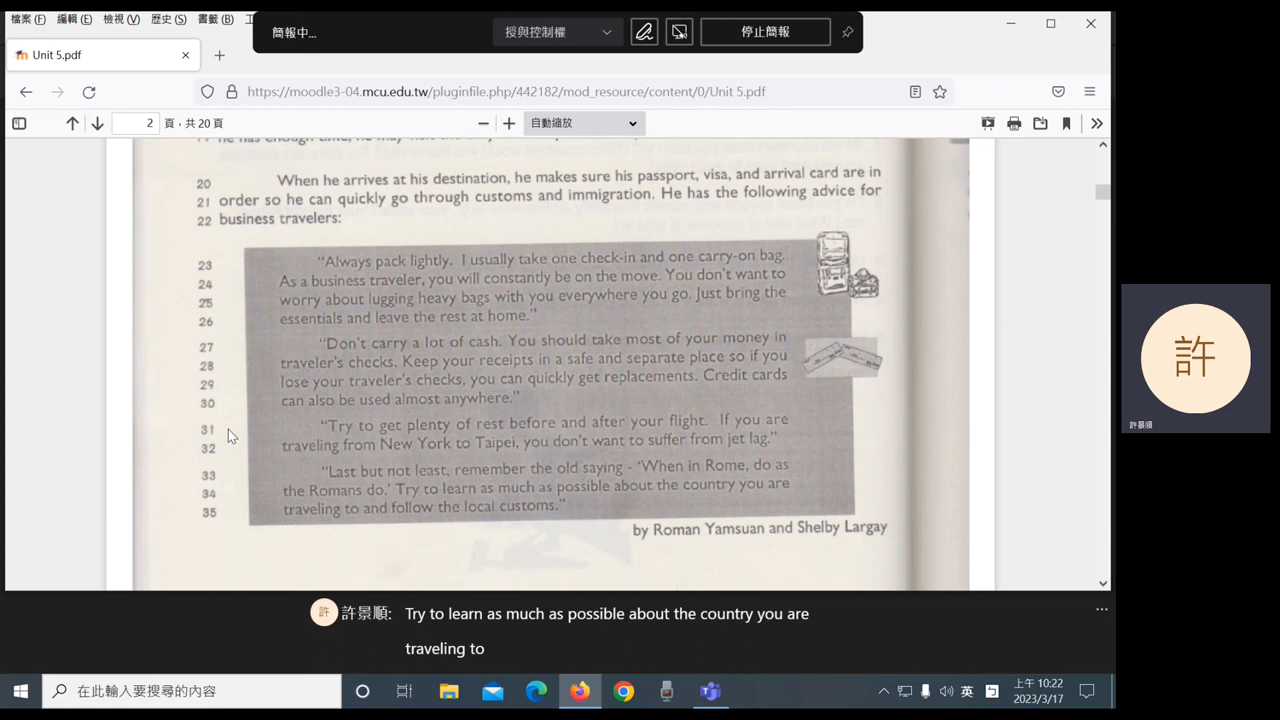 檔案(F) 編輯(E) 檢視(V) 歷史(S) 書籤(B)
簡報中... 授與控制權 停止簡報
Unit 5.pdf
https://moodle3-04.mcu.edu.tw/pluginfile.php/442182/mod_resource/content/0/Unit 5.pdf
2 頁，共 20 頁 自動縮放
20 When he arrives at his destination, he makes sure his passport, visa, and arrival card are in
21 order so he can quickly go through customs and immigration. He has the following advice for
22 business travelers:
23 “Always pack lightly. I usually take one check-in and one carry-on bag.
24 As a business traveler, you will constantly be on the move. You don't want to
25 worry about lugging heavy bags with you everywhere you go. Just bring the
26 essentials and leave the rest at home.”
27 “Don't carry a lot of cash. You should take most of your money in
28 traveler's checks. Keep your receipts in a safe and separate place so if you
29 lose your traveler's checks, you can quickly get replacements. Credit cards
30 can also be used almost anywhere.”
31 “Try to get plenty of rest before and after your flight. If you are
32 traveling from New York to Taipei, you don't want to suffer from jet lag.”
33 “Last but not least, remember the old saying - 'When in Rome, do as
34 the Romans do.' Try to learn as much as possible about the country you are
35 traveling to and follow the local customs.”
by Roman Yamsuan and Shelby Largay
許
許景順
許 許景順: Try to learn as much as possible about the country you are
traveling to
在此輸入要搜尋的內容
英
上午 10:22
2023/3/17